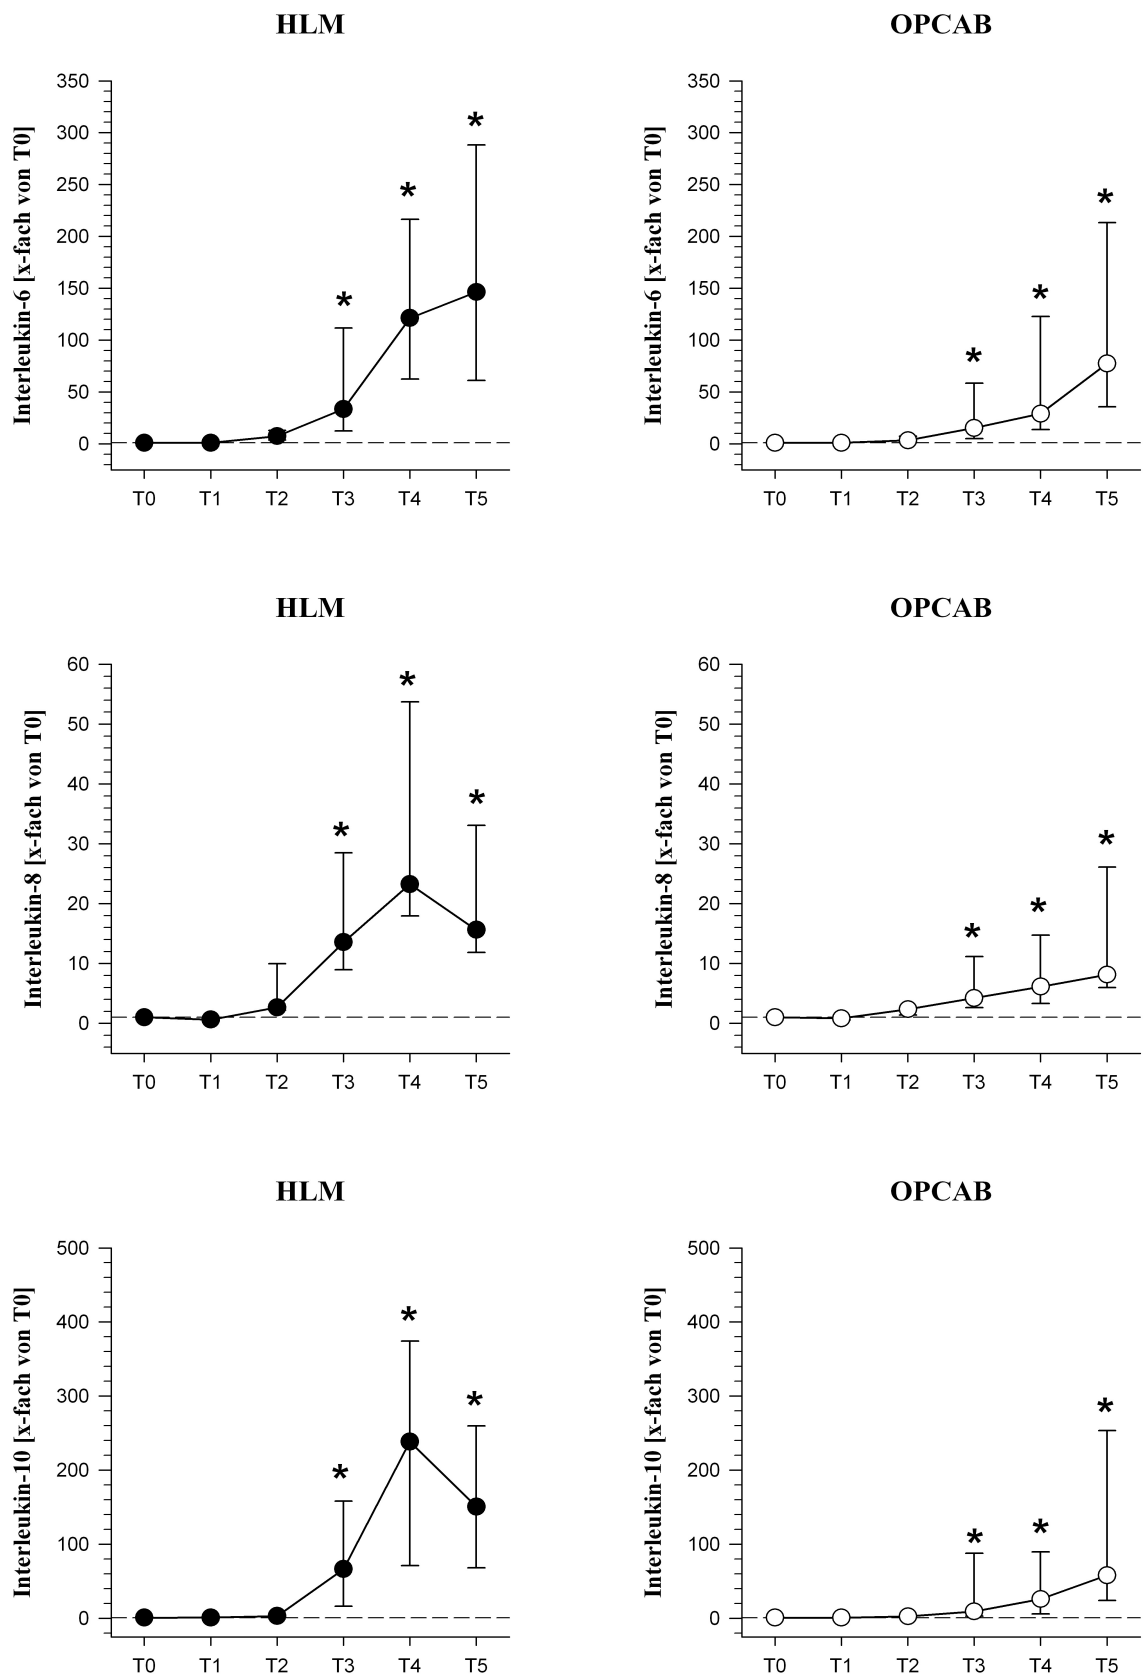 HLM
OPCAB
Interleukin-6 [x-fach von T0]
350
300
250
200
150
100
50
0
* * *
T0 T1 T2 T3 T4 T5
Interleukin-6 [x-fach von T0]
350
300
250
200
150
100
50
0
* * *
T0 T1 T2 T3 T4 T5
HLM
OPCAB
Interleukin-8 [x-fach von T0]
60
50
40
30
20
10
0
* * *
T0 T1 T2 T3 T4 T5
Interleukin-8 [x-fach von T0]
60
50
40
30
20
10
0
* * *
T0 T1 T2 T3 T4 T5
HLM
OPCAB
Interleukin-10 [x-fach von T0]
500
400
300
200
100
0
* * *
T0 T1 T2 T3 T4 T5
Interleukin-10 [x-fach von T0]
500
400
300
200
100
0
* * *
T0 T1 T2 T3 T4 T5